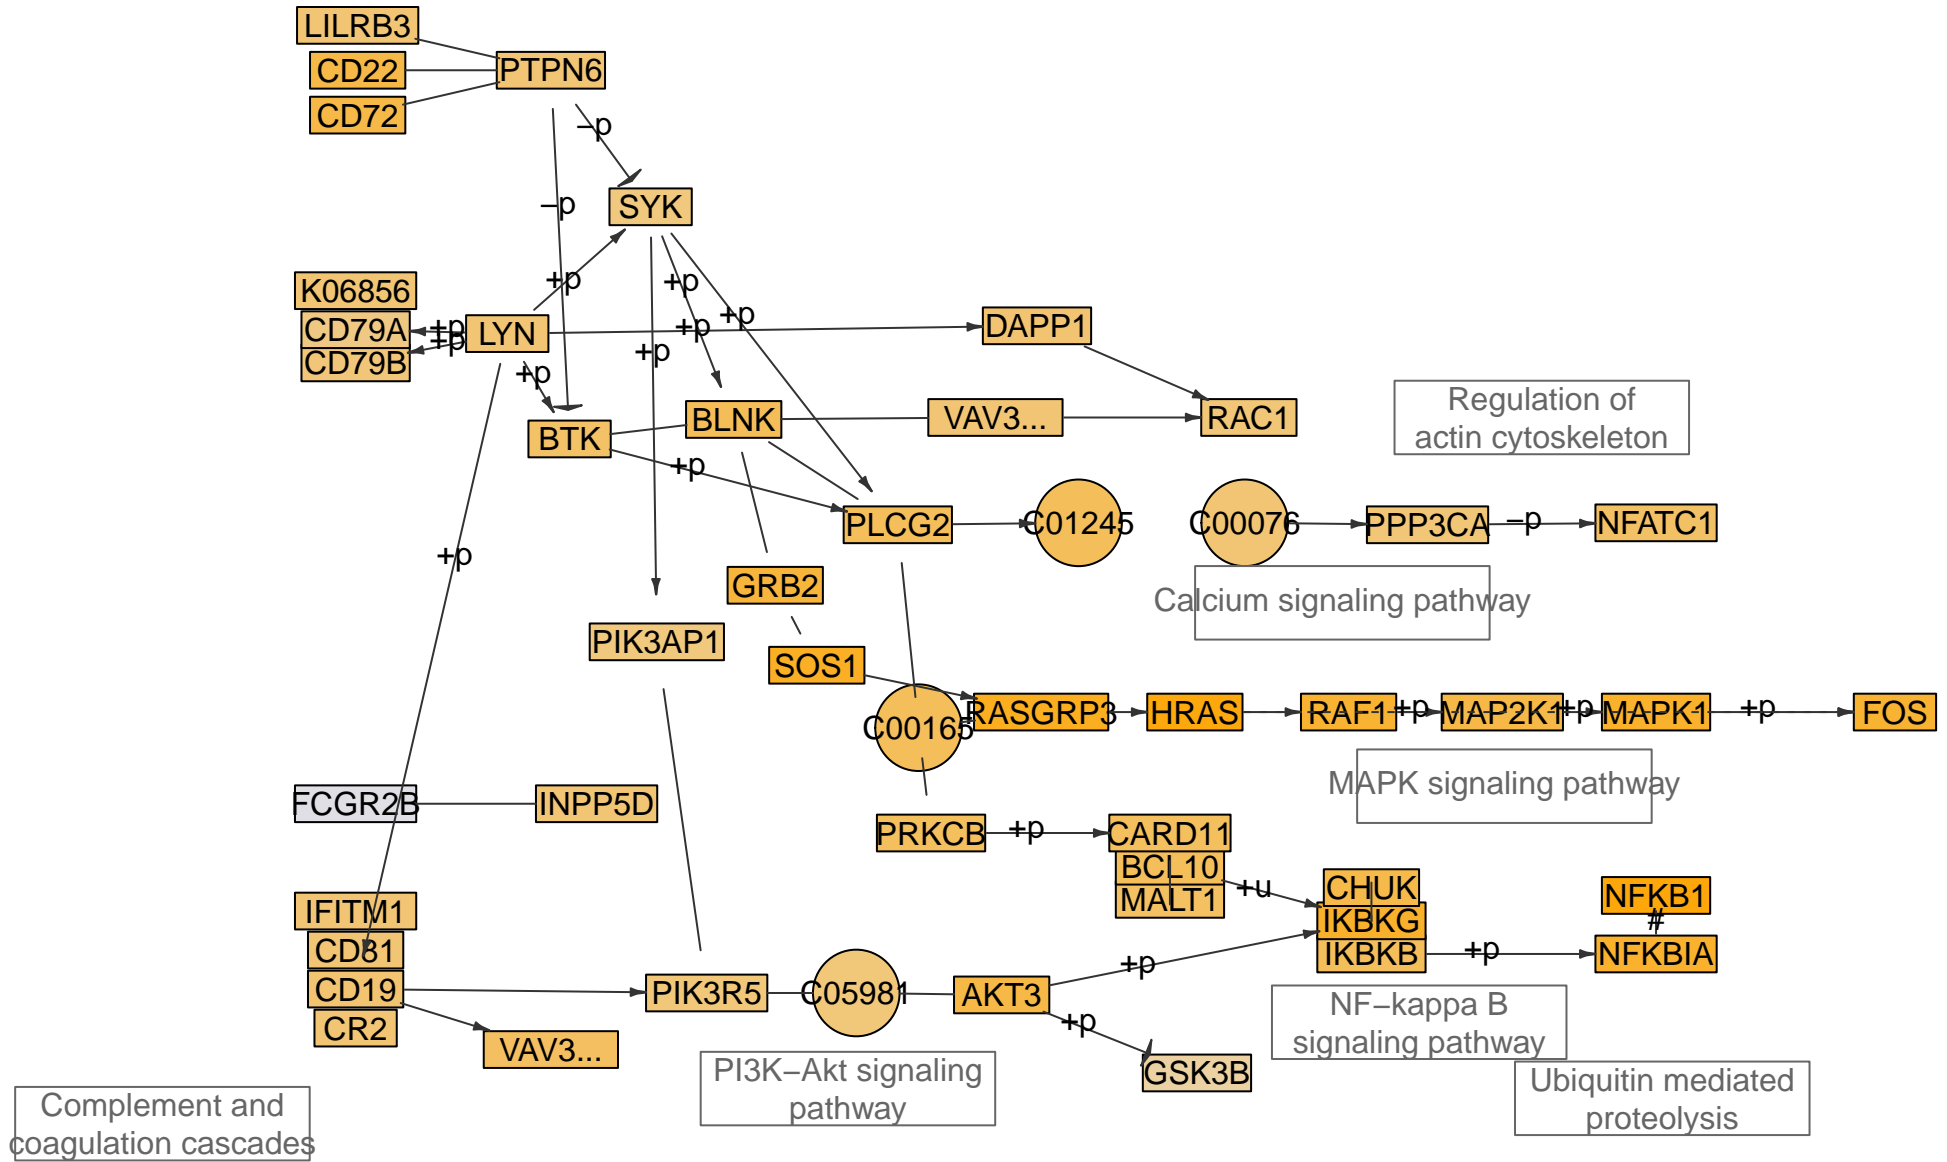 LILRB3
CD22
PTPN6
CD72
−p
SYK
−p
+p
+p
K06856
CD79A
+p
LYN
+p
+p
DAPP1
CD79B
+p
+p
+p
BTK
BLNK
VAV3...
RAC1
Regulation of
actin cytoskeleton
+p
PLCG2
C01245
C00076
PPP3CA
−p
NFATC1
+p
GRB2
Calcium signaling pathway
PIK3AP1
SOS1
C00165
RASGRP3
HRAS
RAF1
+p
MAP2K1
+p
MAPK1
+p
FOS
MAPK signaling pathway
FCGR2B
INPP5D
PRKCB
+p
CARD11
BCL10
MALT1
+u
CHUK
IKBKG
IKBKB
+p
NFKB1
#
NFKBIA
IFITM1
CD81
CD19
CR2
VAV3...
PIK3R5
C05981
AKT3
+p
+p
GSK3B
NF−kappa B
signaling pathway
PI3K−Akt signaling
pathway
Ubiquitin mediated
proteolysis
Complement and
coagulation cascades